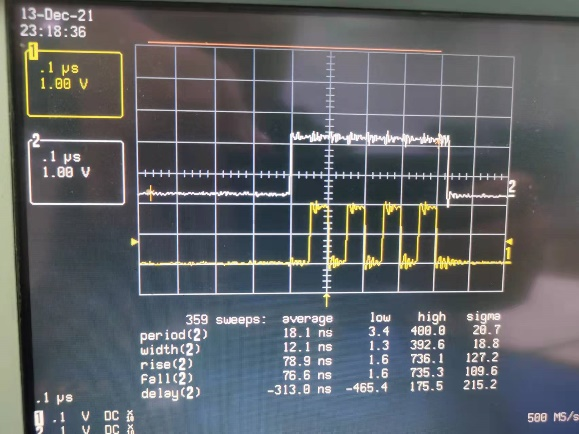 13-Dec-21
23:18:36
1
.1 µs
1.00 V
2
.1 µs
1.00 V
2
1
359 sweeps: average low high sigma
period(2) 18.1 ns 3.4 400.0 20.7
width(2) 12.1 ns 1.3 392.6 18.8
rise(2) 78.9 ns 1.6 736.1 127.2
fall(2) 76.6 ns 1.6 735.3 109.6
delay(2) -313.0 ns -465.4 175.5 215.2
.1 µs
1 .1 V DC
2 .1 V DC
500 MS/s